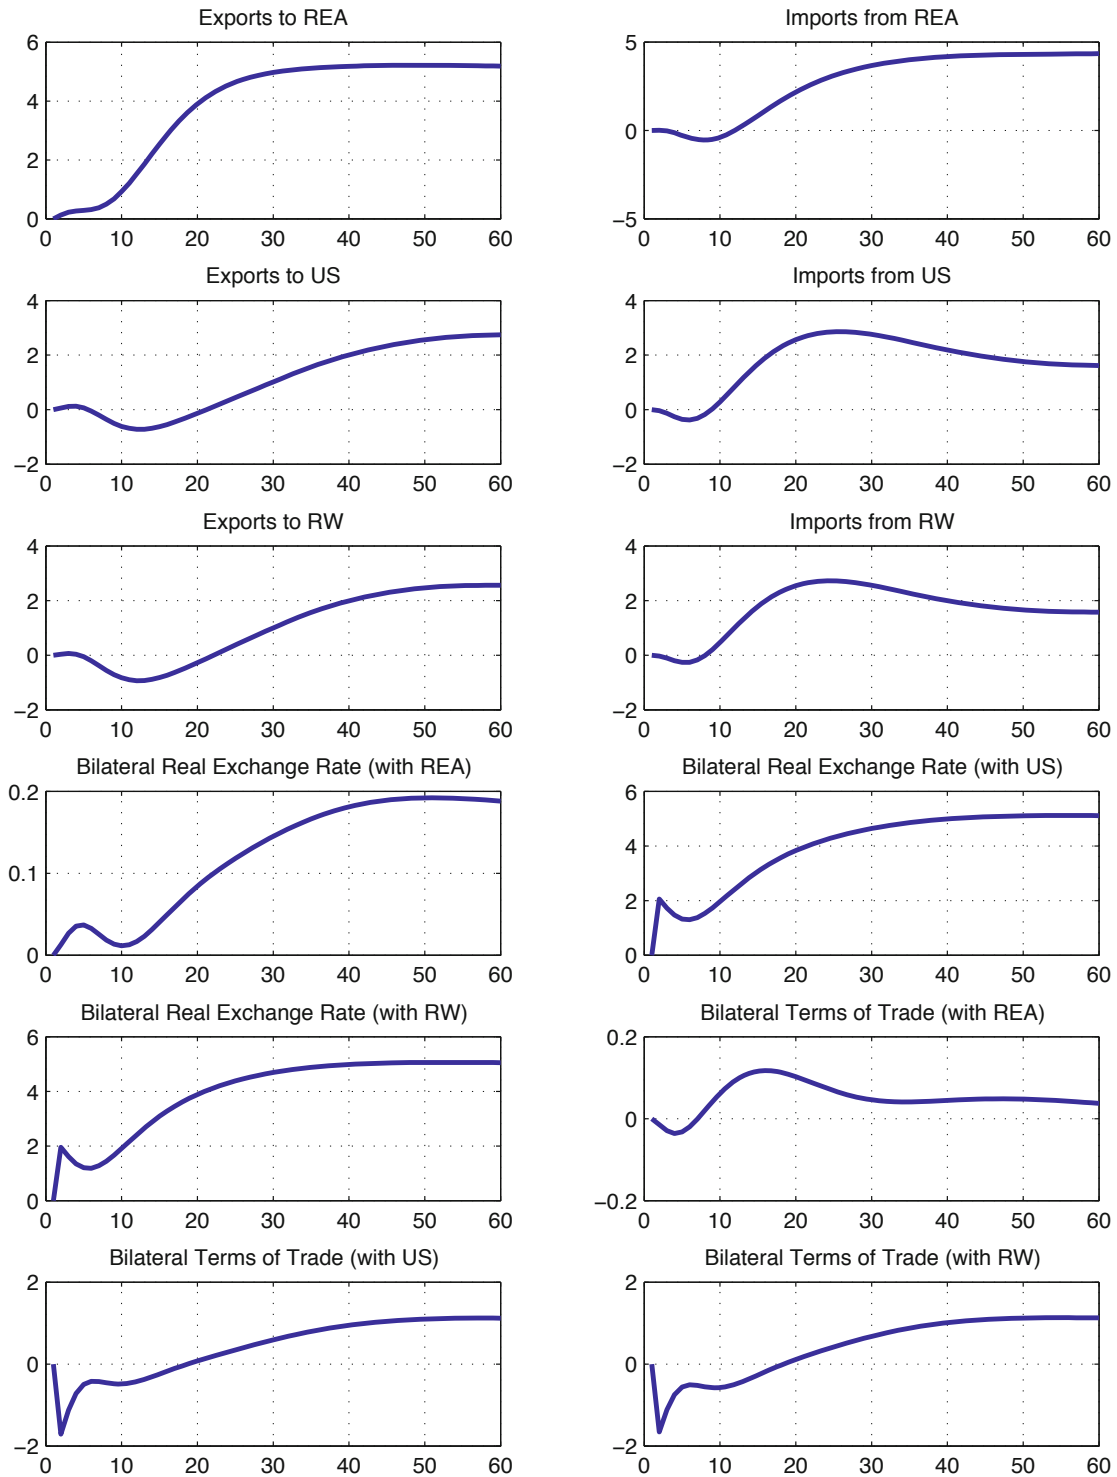 Exports to REA
6
4
2
0
0 10 20 30 40 50 60
Imports from REA
5
0
−5
0 10 20 30 40 50 60
Exports to US
4
2
0
−2
0 10 20 30 40 50 60
Imports from US
4
2
0
−2
0 10 20 30 40 50 60
Exports to RW
4
2
0
−2
0 10 20 30 40 50 60
Imports from RW
4
2
0
−2
0 10 20 30 40 50 60
Bilateral Real Exchange Rate (with REA)
0.2
0.1
0
0 10 20 30 40 50 60
Bilateral Real Exchange Rate (with US)
6
4
2
0
0 10 20 30 40 50 60
Bilateral Real Exchange Rate (with RW)
6
4
2
0
0 10 20 30 40 50 60
Bilateral Terms of Trade (with REA)
0.2
0
−0.2
0 10 20 30 40 50 60
Bilateral Terms of Trade (with US)
2
0
−2
0 10 20 30 40 50 60
Bilateral Terms of Trade (with RW)
2
0
−2
0 10 20 30 40 50 60